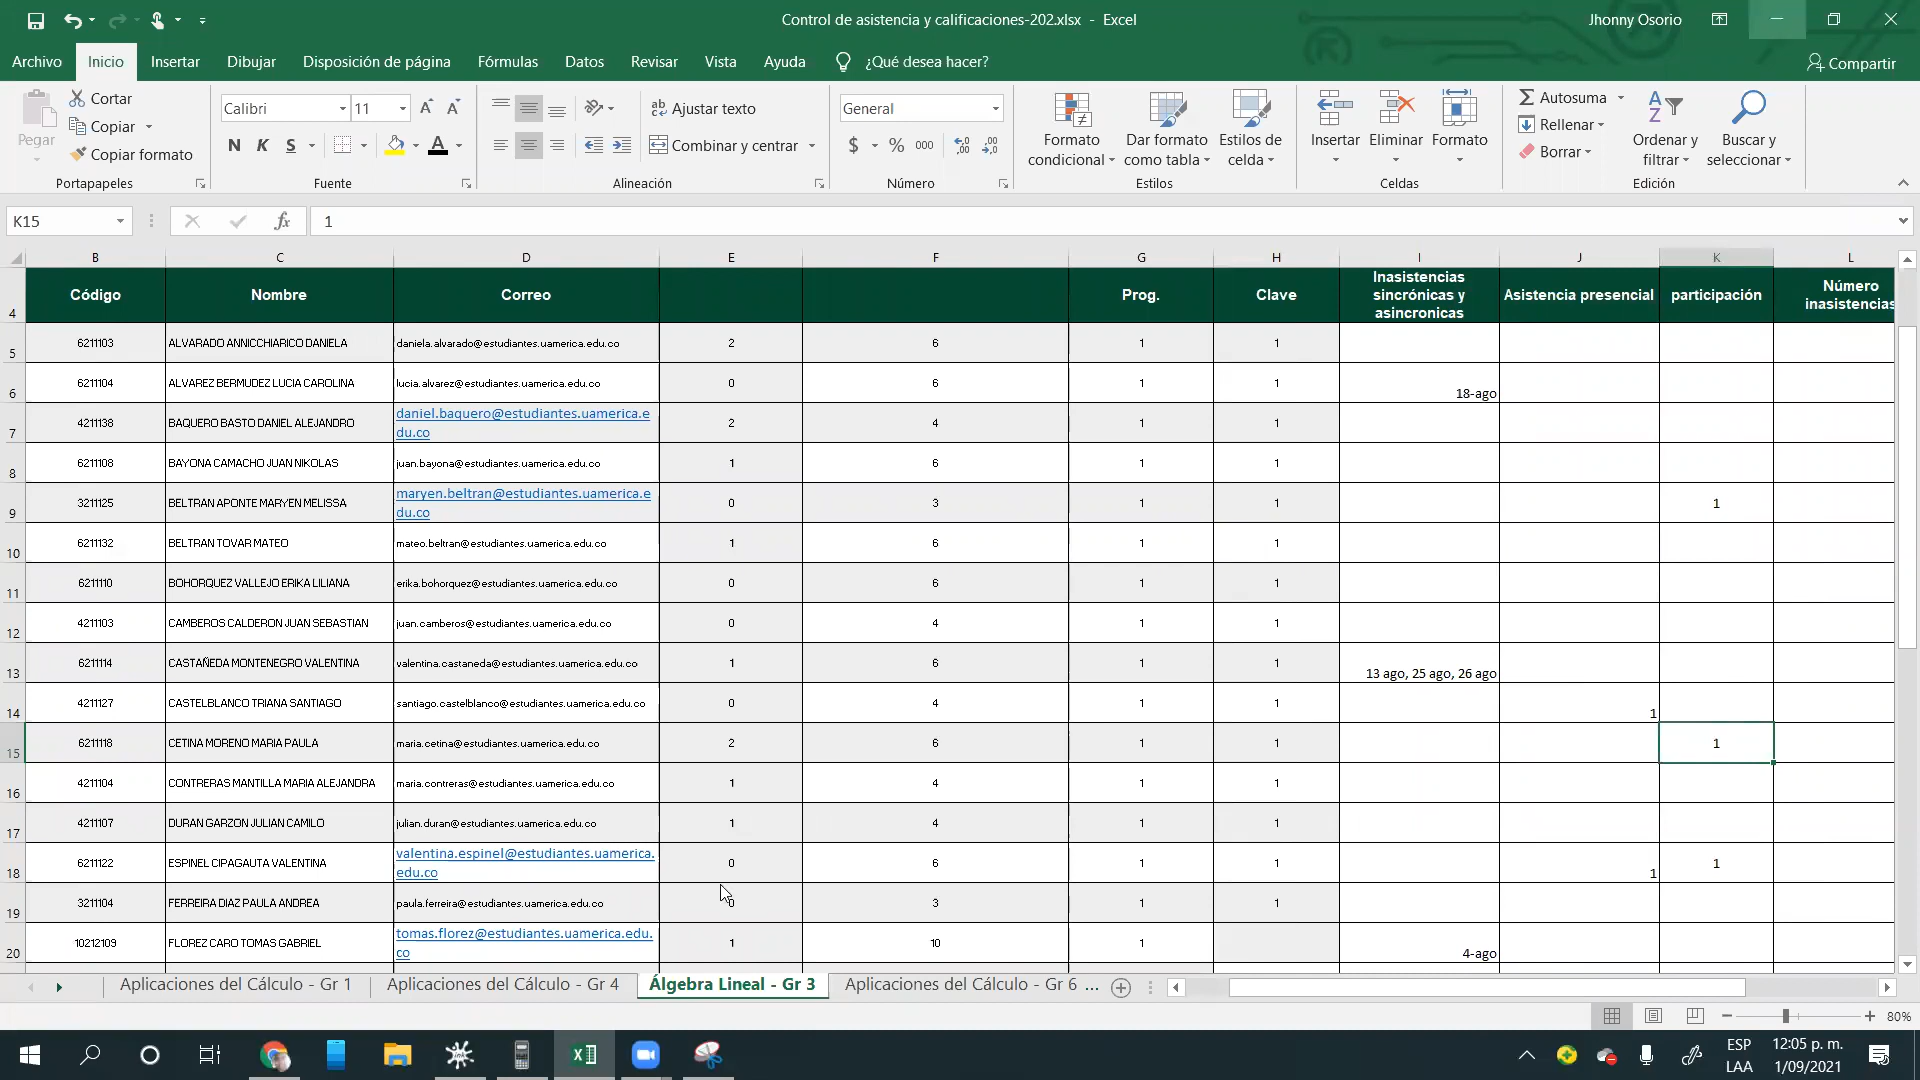 Control de asistencia y calificaciones-202.xlsx - Excel
Jhonny Osorio
Archivo Inicio Insertar Dibujar Disposición de página Fórmulas Datos Revisar Vista Ayuda ¿Qué desea hacer? Compartir
Pegar
Cortar
Copiar
Copiar formato
Portapapeles
Calibri 11
N K S
Fuente
Ajustar texto
Combinar y centrar
Alineación
General
$ % 000
Número
Formato condicional
Dar formato como tabla
Estilos de celda
Estilos
Insertar Eliminar Formato
Celdas
Autosuma
Rellenar
Borrar
Ordenar y filtrar
Buscar y seleccionar
Edición
K15 fx 1
B C D E F G H I J K L
4 Código Nombre Correo Prog. Clave Inasistencias sincrónicas y asincronicas Asistencia presencial participación Número inasistencias
5 6211103 ALVARADO ANNICCHIARICO DANIELA daniela.alvarado@estudiantes.uamerica.edu.co 2 6 1 1
6 6211104 ALVAREZ BERMUDEZ LUCIA CAROLINA lucia.alvarez@estudiantes.uamerica.edu.co 0 6 1 1 18-ago
7 4211138 BAQUERO BASTO DANIEL ALEJANDRO daniel.baquero@estudiantes.uamerica.edu.co 2 4 1 1
8 6211108 BAYONA CAMACHO JUAN NIKOLAS juan.bayona@estudiantes.uamerica.edu.co 1 6 1 1
9 3211125 BELTRAN APONTE MARYEN MELISSA maryen.beltran@estudiantes.uamerica.edu.co 0 3 1 1 1
10 6211132 BELTRAN TOVAR MATEO mateo.beltran@estudiantes.uamerica.edu.co 1 6 1 1
11 6211110 BOHORQUEZ VALLEJO ERIKA LILIANA erika.bohorquez@estudiantes.uamerica.edu.co 0 6 1 1
12 4211103 CAMBEROS CALDERON JUAN SEBASTIAN juan.camberos@estudiantes.uamerica.edu.co 0 4 1 1
13 6211114 CASTAÑEDA MONTENEGRO VALENTINA valentina.castaneda@estudiantes.uamerica.edu.co 1 6 1 1 13 ago, 25 ago, 26 ago
14 4211127 CASTELBLANCO TRIANA SANTIAGO santiago.castelblanco@estudiantes.uamerica.edu.co 0 4 1 1 1
15 6211118 CETINA MORENO MARIA PAULA maria.cetina@estudiantes.uamerica.edu.co 2 6 1 1 1
16 4211104 CONTRERAS MANTILLA MARIA ALEJANDRA maria.contreras@estudiantes.uamerica.edu.co 1 4 1 1
17 4211107 DURAN GARZON JULIAN CAMILO julian.duran@estudiantes.uamerica.edu.co 1 4 1 1
18 6211122 ESPINEL CIPAGAUTA VALENTINA valentina.espinel@estudiantes.uamerica.edu.co 0 6 1 1 1 1
19 3211104 FERREIRA DIAZ PAULA ANDREA paula.ferreira@estudiantes.uamerica.edu.co 0 3 1 1
20 10212109 FLOREZ CARO TOMAS GABRIEL tomas.florez@estudiantes.uamerica.edu.co 1 10 1 4-ago
Aplicaciones del Cálculo - Gr 1 Aplicaciones del Cálculo - Gr 4 Álgebra Lineal - Gr 3 Aplicaciones del Cálculo - Gr 6 ...
80%
ESP
LAA
12:05 p. m.
1/09/2021